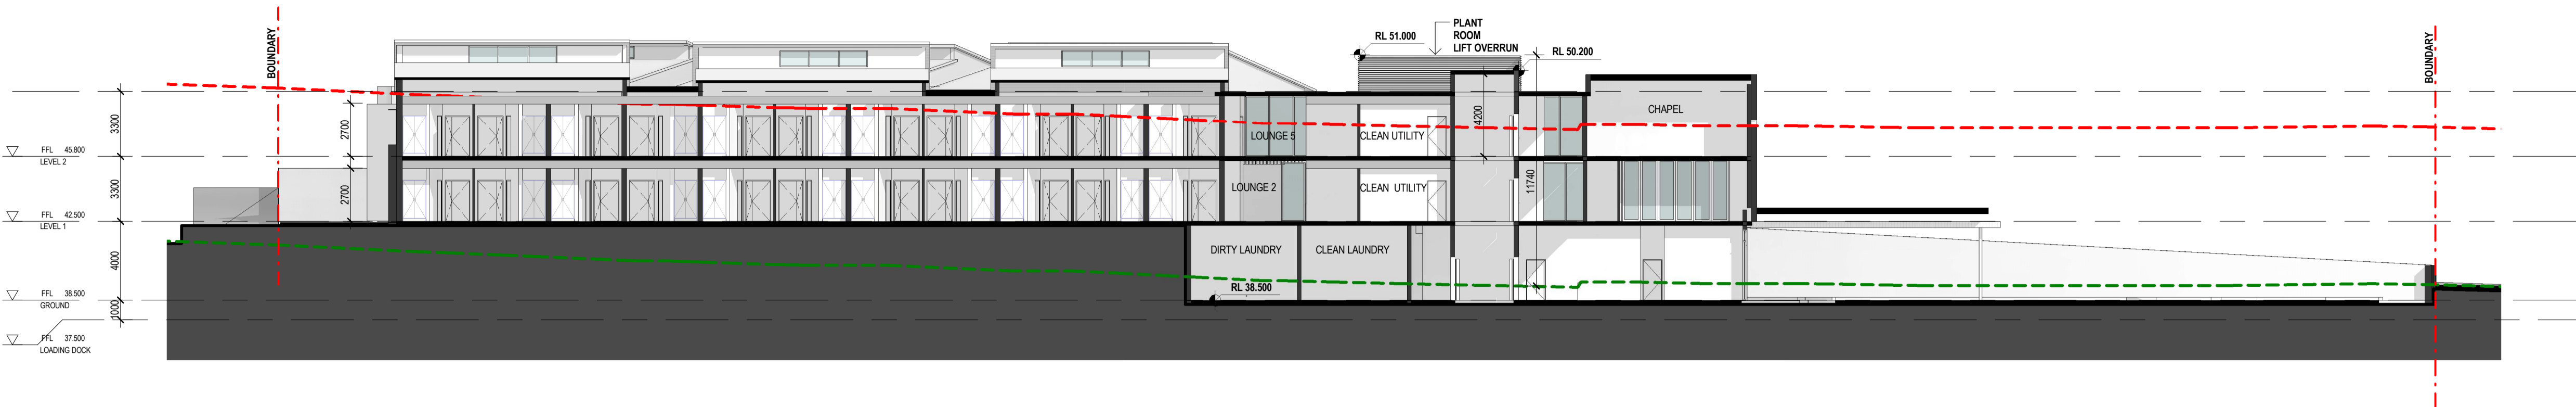 BOUNDARY
PLANT
ROOM
LIFT OVERRUN
RL 51.000
RL 50.200
BOUNDARY
3300
2700
4200
CHAPEL
LOUNGE 5
CLEAN UTILITY
FFL 45.800
LEVEL 2
3300
2700
11740
LOUNGE 2
CLEAN UTILITY
FFL 42.500
LEVEL 1
4000
DIRTY LAUNDRY
CLEAN LAUNDRY
RL 38.500
FFL 38.500
GROUND
1000
FFL 37.500
LOADING DOCK